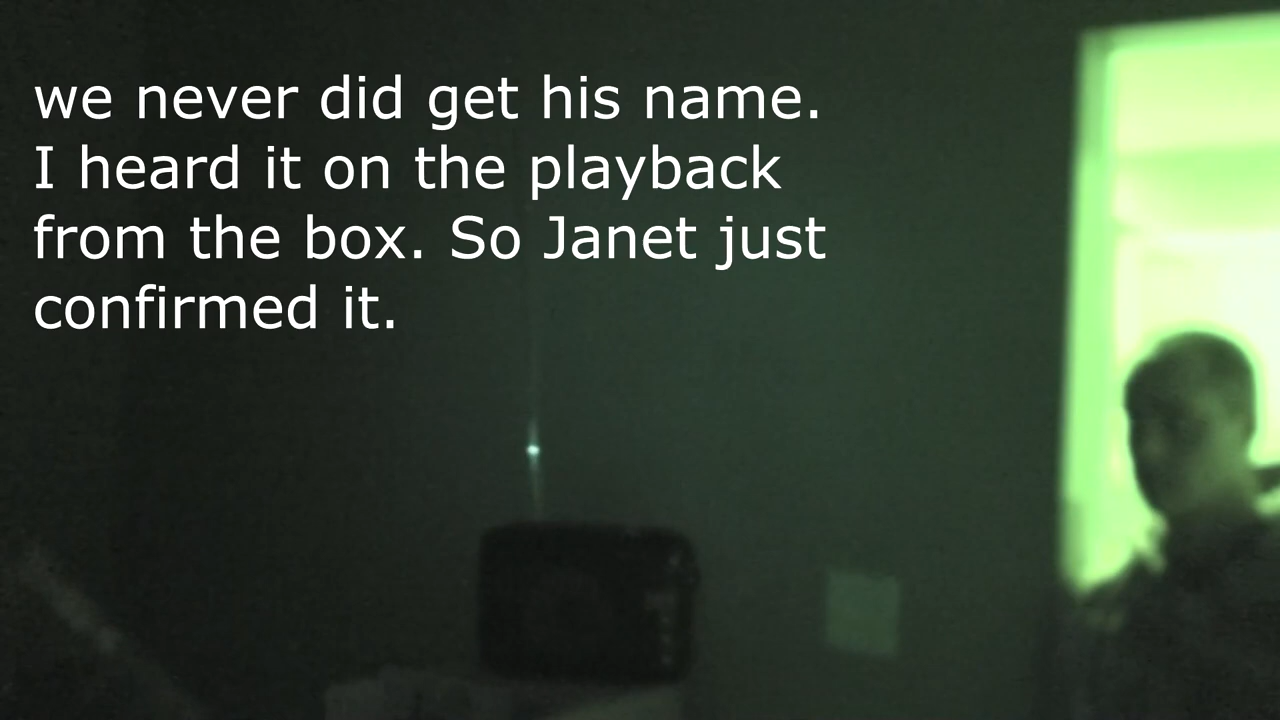 we never did get his name.
I heard it on the playback
from the box. So Janet just
confirmed it.